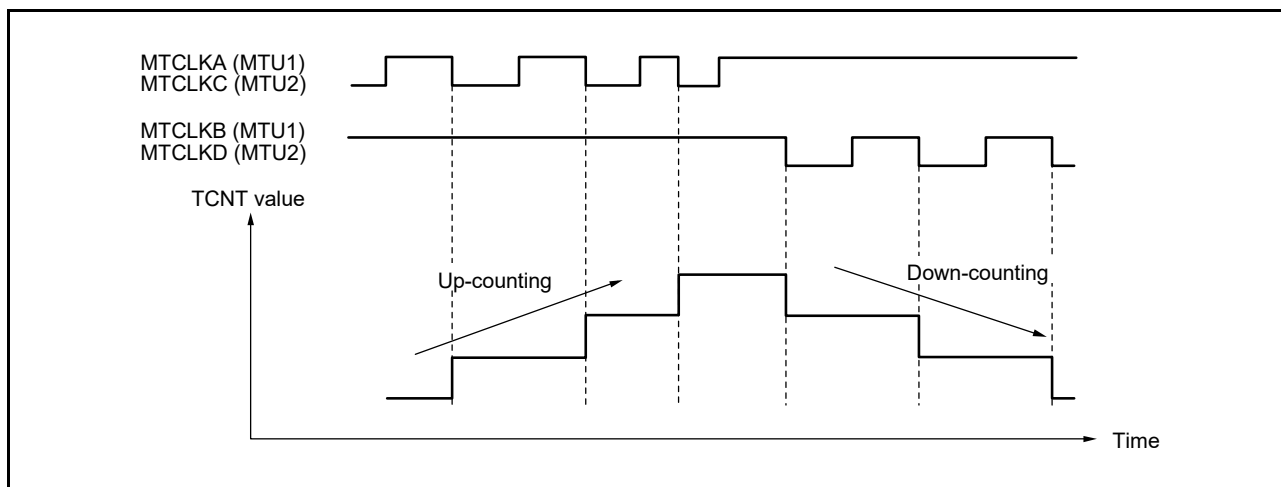 MTCLKA (MTU1)
MTCLKC (MTU2)
MTCLKB (MTU1)
MTCLKD (MTU2)
TCNT value
Up-counting
Down-counting
Time